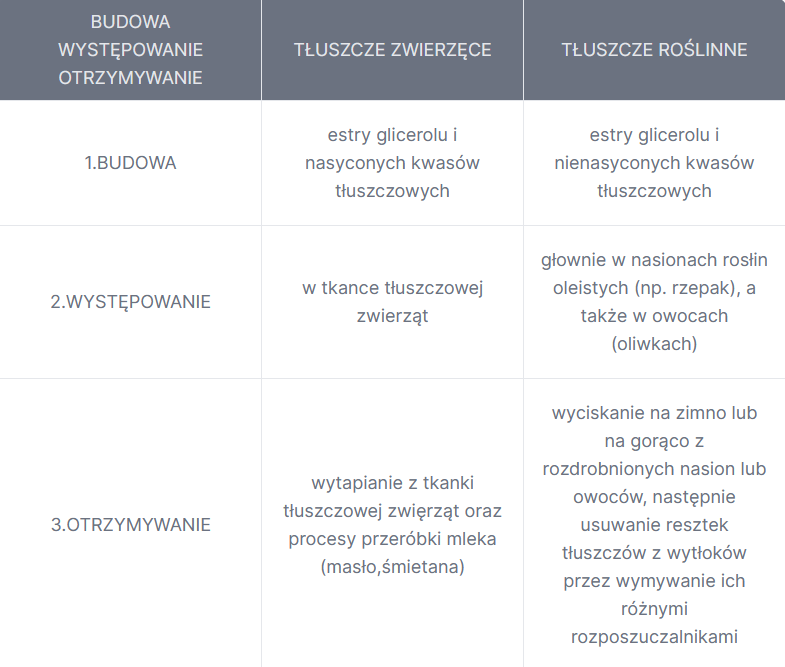 BUDOWA
WYSTĘPOWANIE
OTRZYMYWANIE
TŁUSZCZE ZWIERZĘCE
TŁUSZCZE ROŚLINNE
1.BUDOWA
estry glicerolu i
nasyconych kwasów
tłuszczowych
estry glicerolu i
nienasyconych kwasów
tłuszczowych
2.WYSTĘPOWANIE
w tkance tłuszczowej
zwierząt
głownie w nasionach rosłin
oleistych (np. rzepak), a
także w owocach
(oliwkach)
3.OTRZYMYWANIE
wytapianie z tkanki
tłuszczowej zwięrząt oraz
procesy przeróbki mleka
(masło,śmietana)
wyciskanie na zimno lub
na gorąco z
rozdrobnionych nasion lub
owoców, następnie
usuwanie resztek
tłuszczów z wytłoków
przez wymywanie ich
różnymi
rozposzuczalnikami